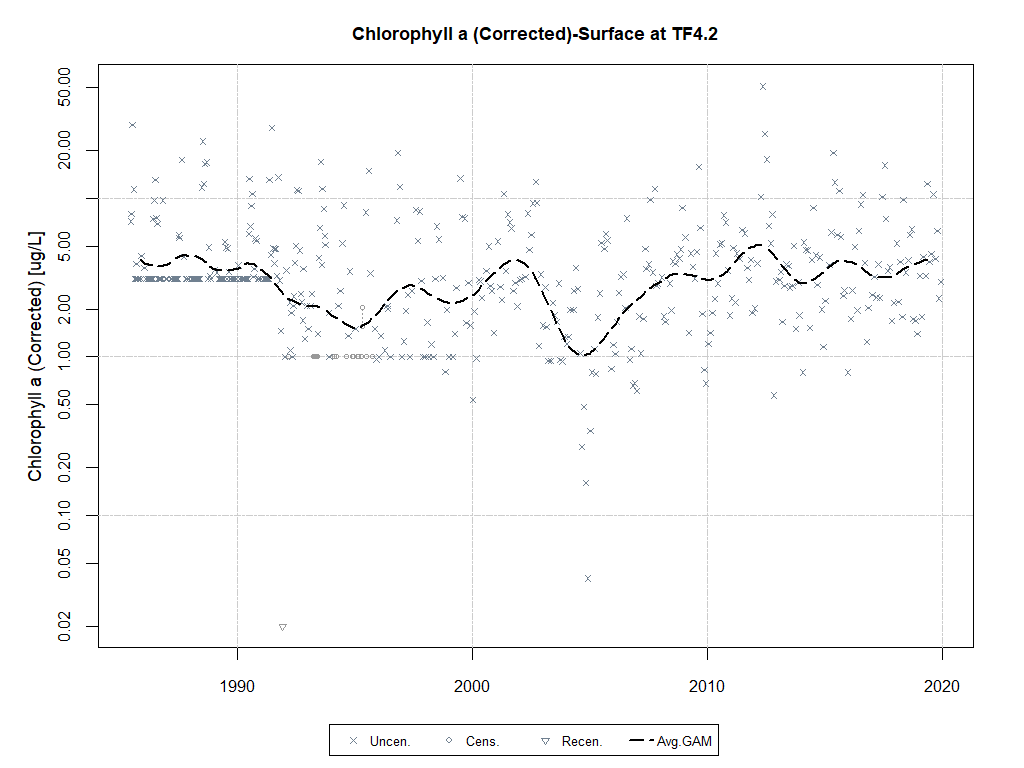 Chlorophyll a (Corrected)-Surface at TF4.2
Chlorophyll a (Corrected) [ug/L]
50.00
20.00
5.00
2.00
1.00
0.50
0.20
0.10
0.05
0.02
1990 2000 2010 2020
Uncen. Cens. Recen. Avg.GAM